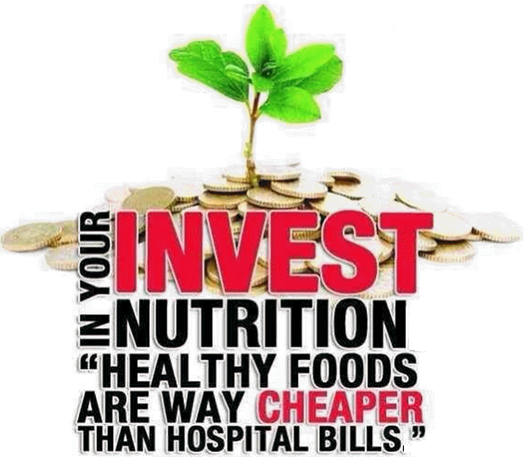 INVEST
IN YOUR
NUTRITION
“HEALTHY FOODS
ARE WAY CHEAPER
THAN HOSPITAL BILLS.”